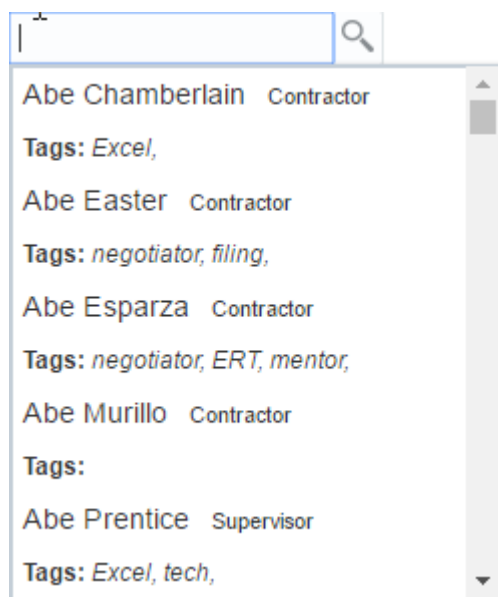 Abe Chamberlain Contractor
Tags: Excel,
Abe Easter Contractor
Tags: negotiator, filing,
Abe Esparza Contractor
Tags: negotiator, ERT, mentor,
Abe Murillo Contractor
Tags:
Abe Prentice Supervisor
Tags: Excel, tech,